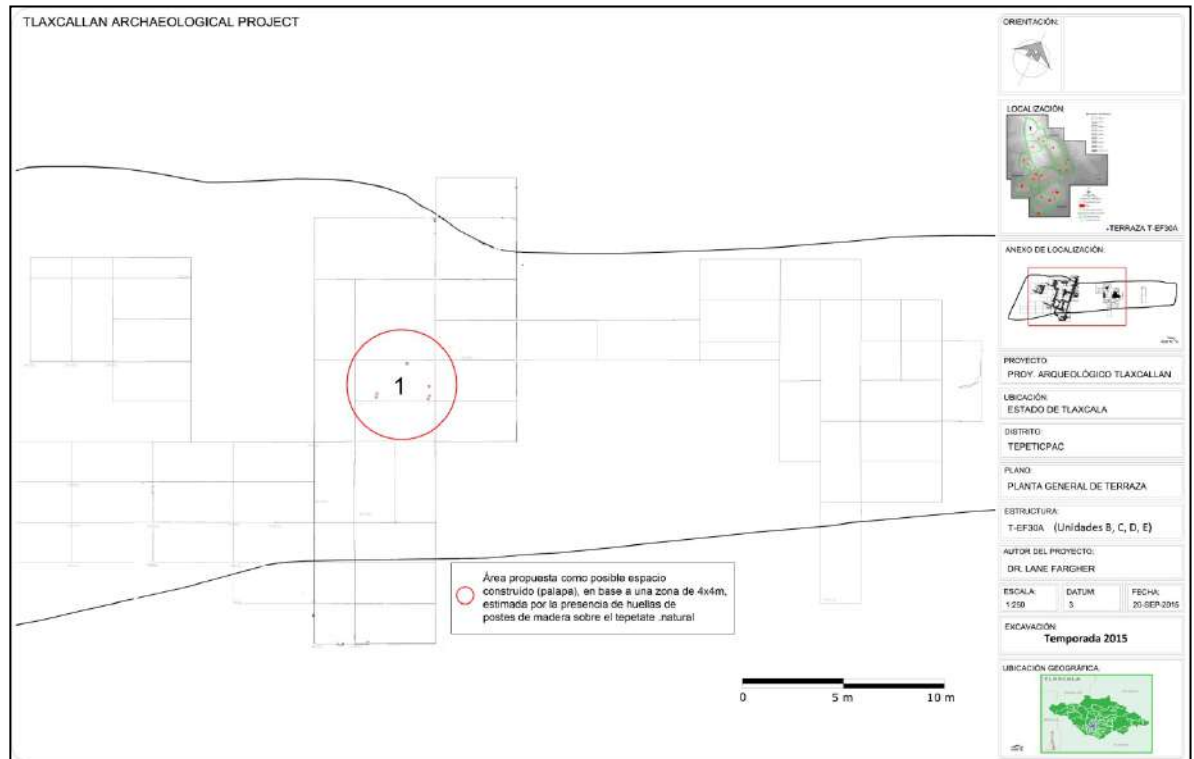 TLAXCALLAN ARCHAEOLOGICAL PROJECT
1
Área propuesta como posible espacio
construido (palapa), en base a una zona de 4x4m,
estimada por la presencia de huellas de
postes de madera sobre el tepetate .natural
0 5 m 10 m
ORIENTACIÓN:
LOCALIZACIÓN:
-TERRAZA T-EF30A
ANEXO DE LOCALIZACIÓN:
PROYECTO:
PROY. ARQUEOLÓGICO TLAXCALLAN
UBICACIÓN:
ESTADO DE TLAXCALA
DISTRITO:
TEPETICPAC
PLANO:
PLANTA GENERAL DE TERRAZA
ESTRUCTURA:
T-EF30A (Unidades B, C, D, E)
AUTOR DEL PROYECTO:
DR. LANE FARGHER
ESCALA: DATUM: FECHA:
1:250 3 20-SEP-2015
EXCAVACIÓN:
Temporada 2015
UBICACIÓN GEOGRÁFICA:
TLAXCALA